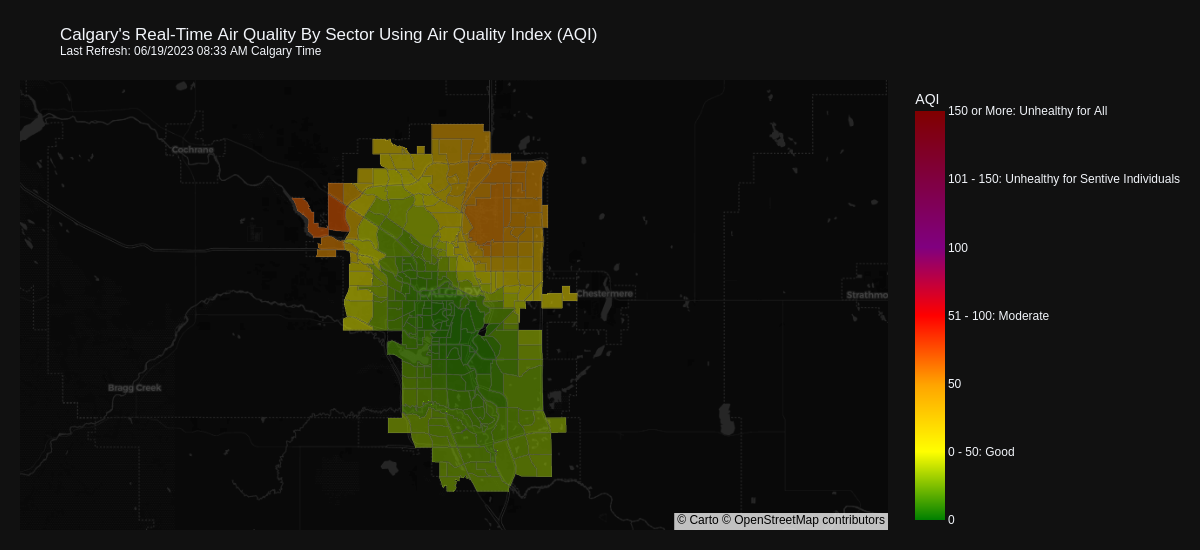 Calgary's Real-Time Air Quality By Sector Using Air Quality Index (AQI)
Last Refresh: 06/19/2023 08:33 AM Calgary Time
AQI
150 or More: Unhealthy for All
101 - 150: Unhealthy for Sentive Individuals
100
51 - 100: Moderate
50
0 - 50: Good
0
Cochrane
CALGARY
Chestermere
Strathmo
Bragg Creek
© Carto © OpenStreetMap contributors